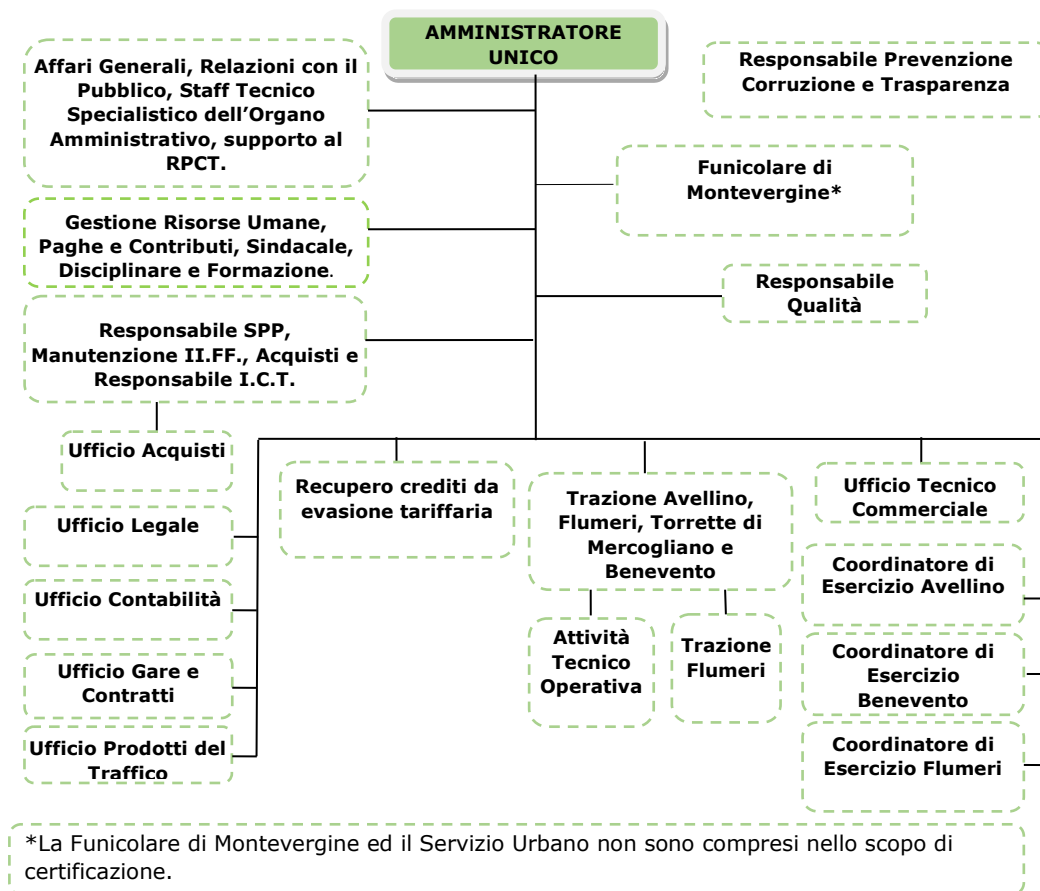 AMMINISTRATORE
UNICO
Affari Generali, Relazioni con il
Pubblico, Staff Tecnico
Specialistico dell’Organo
Amministrativo, supporto al
RPCT.
Responsabile Prevenzione
Corruzione e Trasparenza
Funicolare di
Montevergine*
Gestione Risorse Umane,
Paghe e Contributi, Sindacale,
Disciplinare e Formazione.
Responsabile
Qualità
Responsabile SPP,
Manutenzione II.FF., Acquisti e
Responsabile I.C.T.
Ufficio Acquisti
Ufficio Legale
Ufficio Contabilità
Ufficio Gare e
Contratti
Ufficio Prodotti del
Traffico
Recupero crediti da
evasione tariffaria
Trazione Avellino,
Flumeri, Torrette di
Mercogliano e
Benevento
Attività
Tecnico
Operativa
Trazione
Flumeri
Ufficio Tecnico
Commerciale
Coordinatore di
Esercizio Avellino
Coordinatore di
Esercizio
Benevento
Coordinatore di
Esercizio Flumeri
*La Funicolare di Montevergine ed il Servizio Urbano non sono compresi nello scopo di
certificazione.